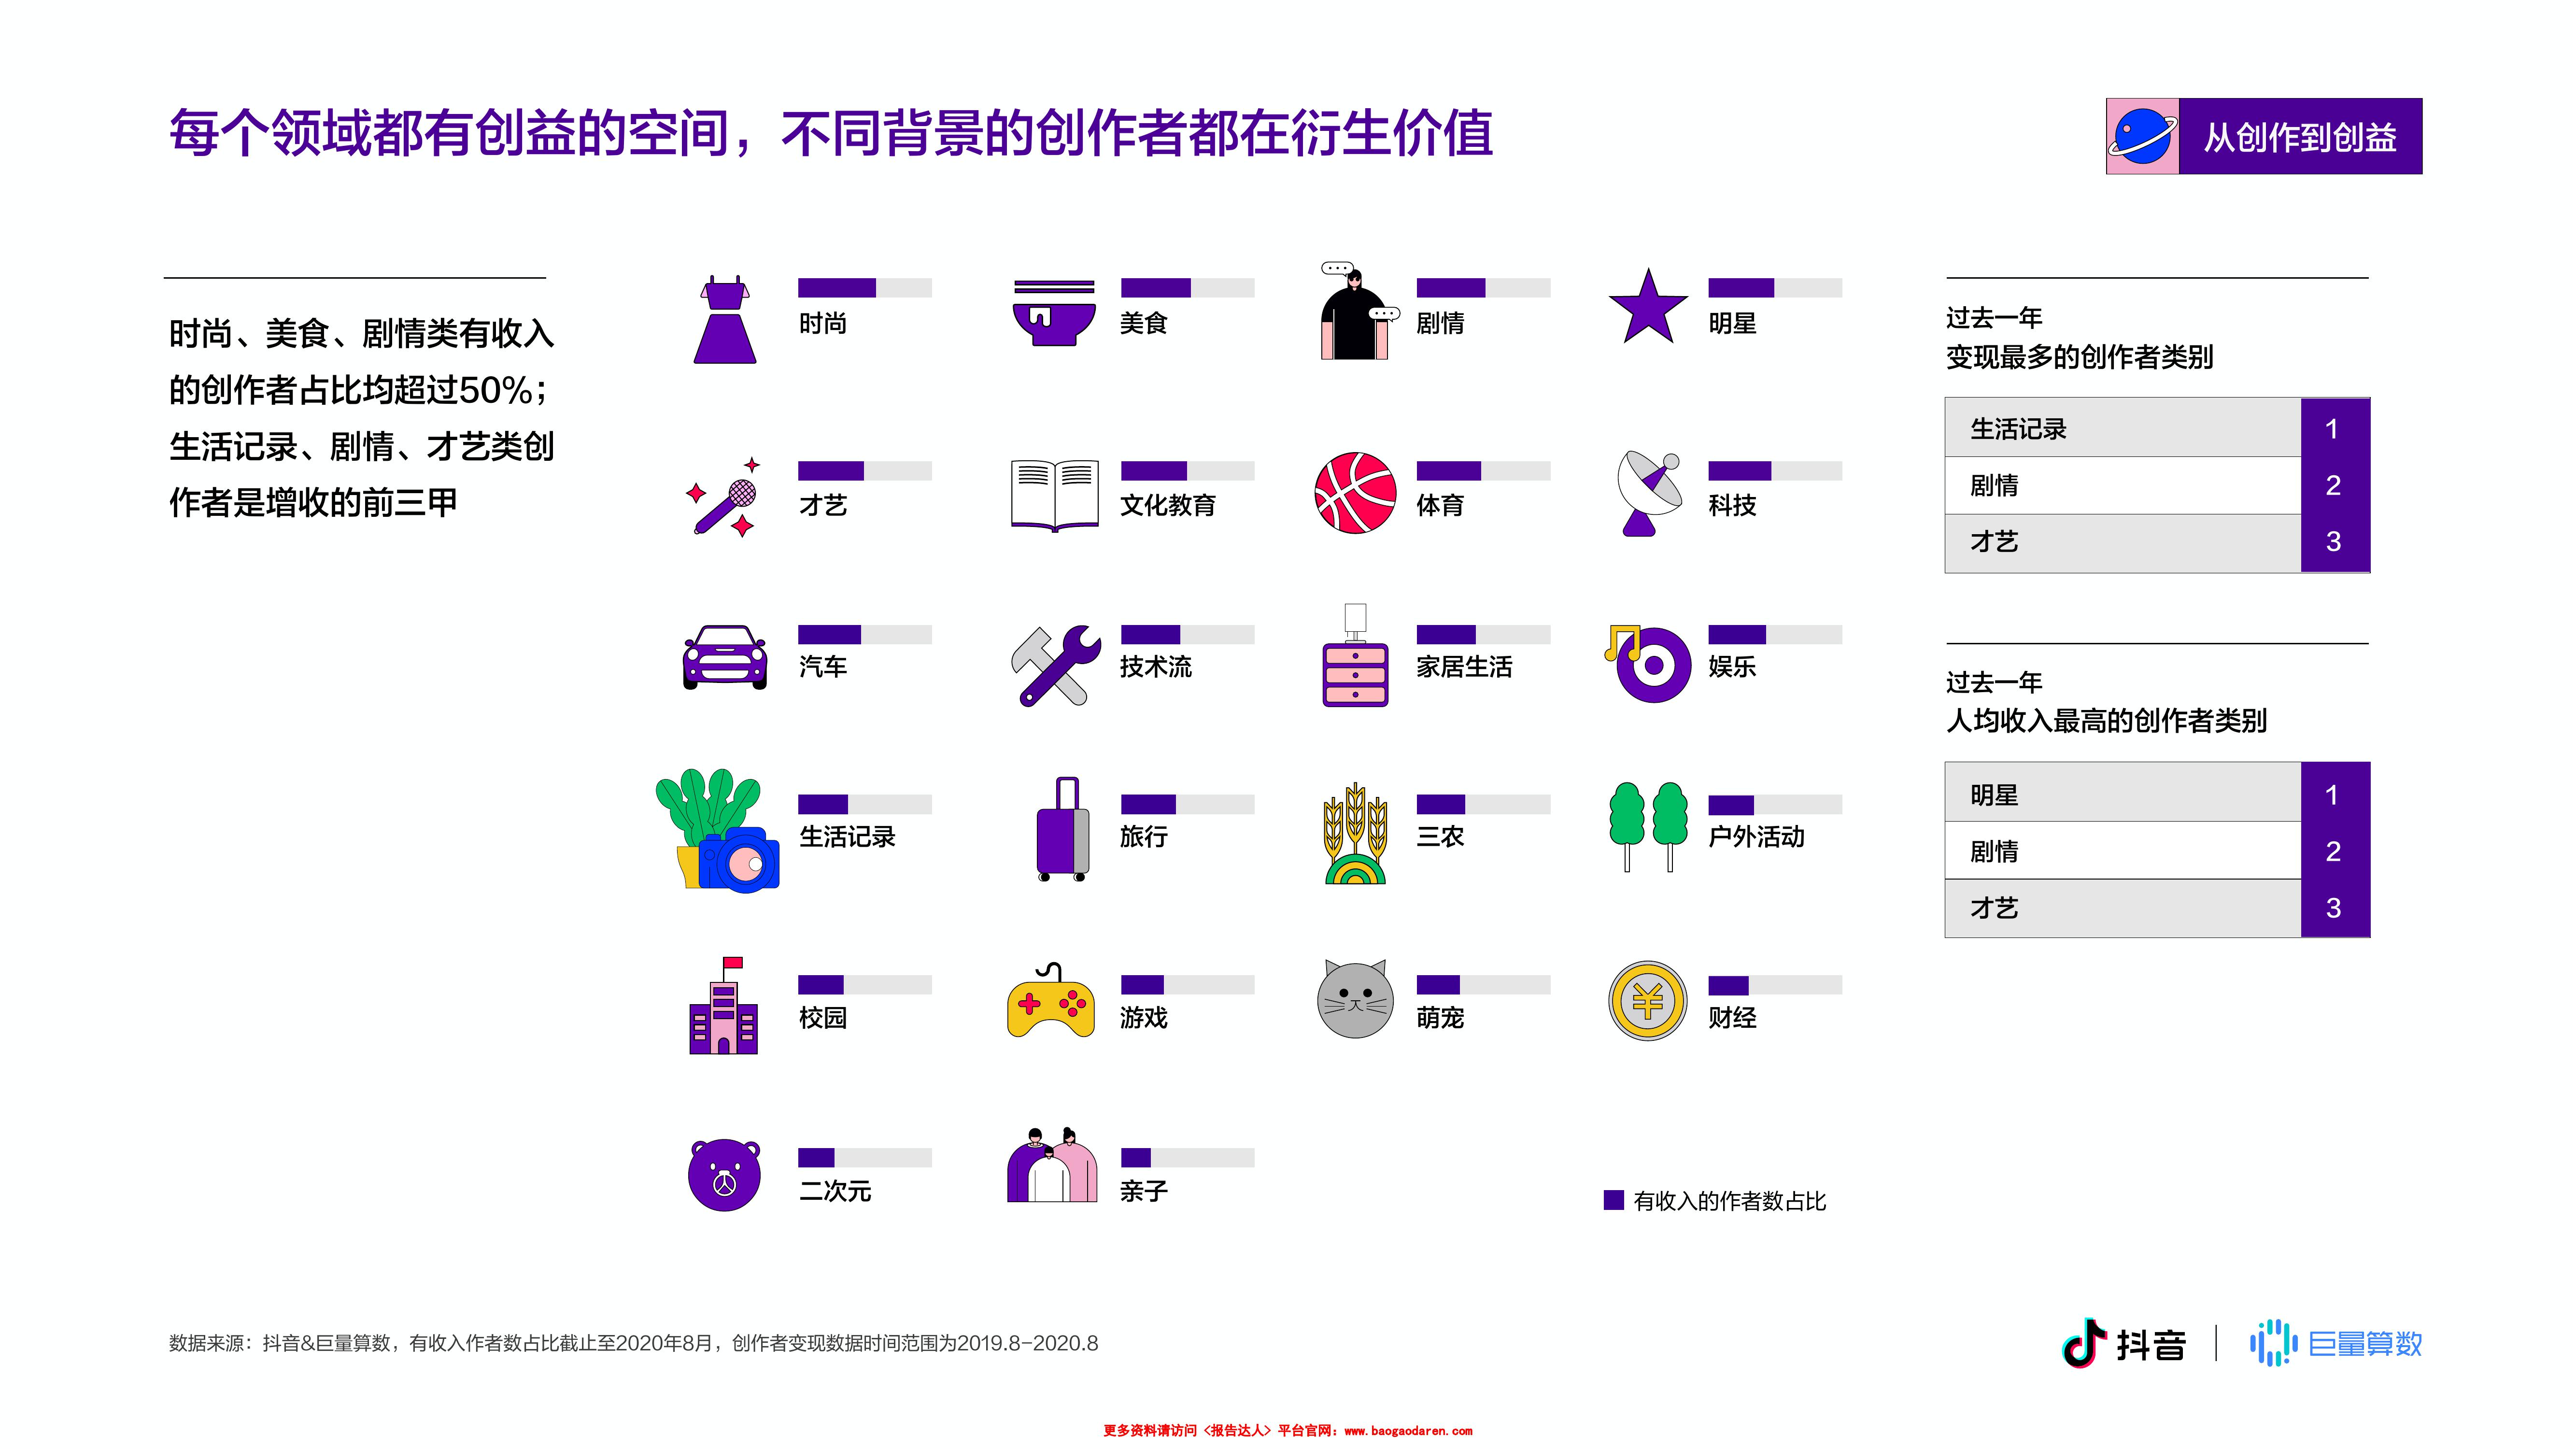 每个领域都有创益的空间，不同背景的创作者都在衍生价值
从创作到创益
时尚、美食、剧情类有收入
的创作者占比均超过50%；
生活记录、剧情、才艺类创
作者是增收的前三甲
时尚
美食
剧情
明星
才艺
文化教育
体育
科技
汽车
技术流
家居生活
娱乐
生活记录
旅行
三农
户外活动
校园
游戏
萌宠
财经
二次元
亲子
有收入的作者数占比
过去一年
变现最多的创作者类别
生活记录 1
剧情 2
才艺 3
过去一年
人均收入最高的创作者类别
明星 1
剧情 2
才艺 3
数据来源：抖音&巨量算数，有收入作者数占比截止至2020年8月，创作者变现数据时间范围为2019.8-2020.8
抖音
巨量算数
更多资料请访问《报告达人》平台官网：www.baogaodaren.com